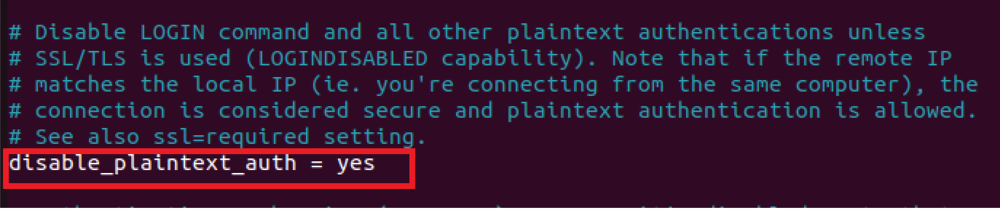 # Disable LOGIN command and all other plaintext authentications unless
# SSL/TLS is used (LOGINDISABLED capability). Note that if the remote IP
# matches the local IP (ie. you're connecting from the same computer), the
# connection is considered secure and plaintext authentication is allowed.
# See also ssl=required setting.
disable_plaintext_auth = yes